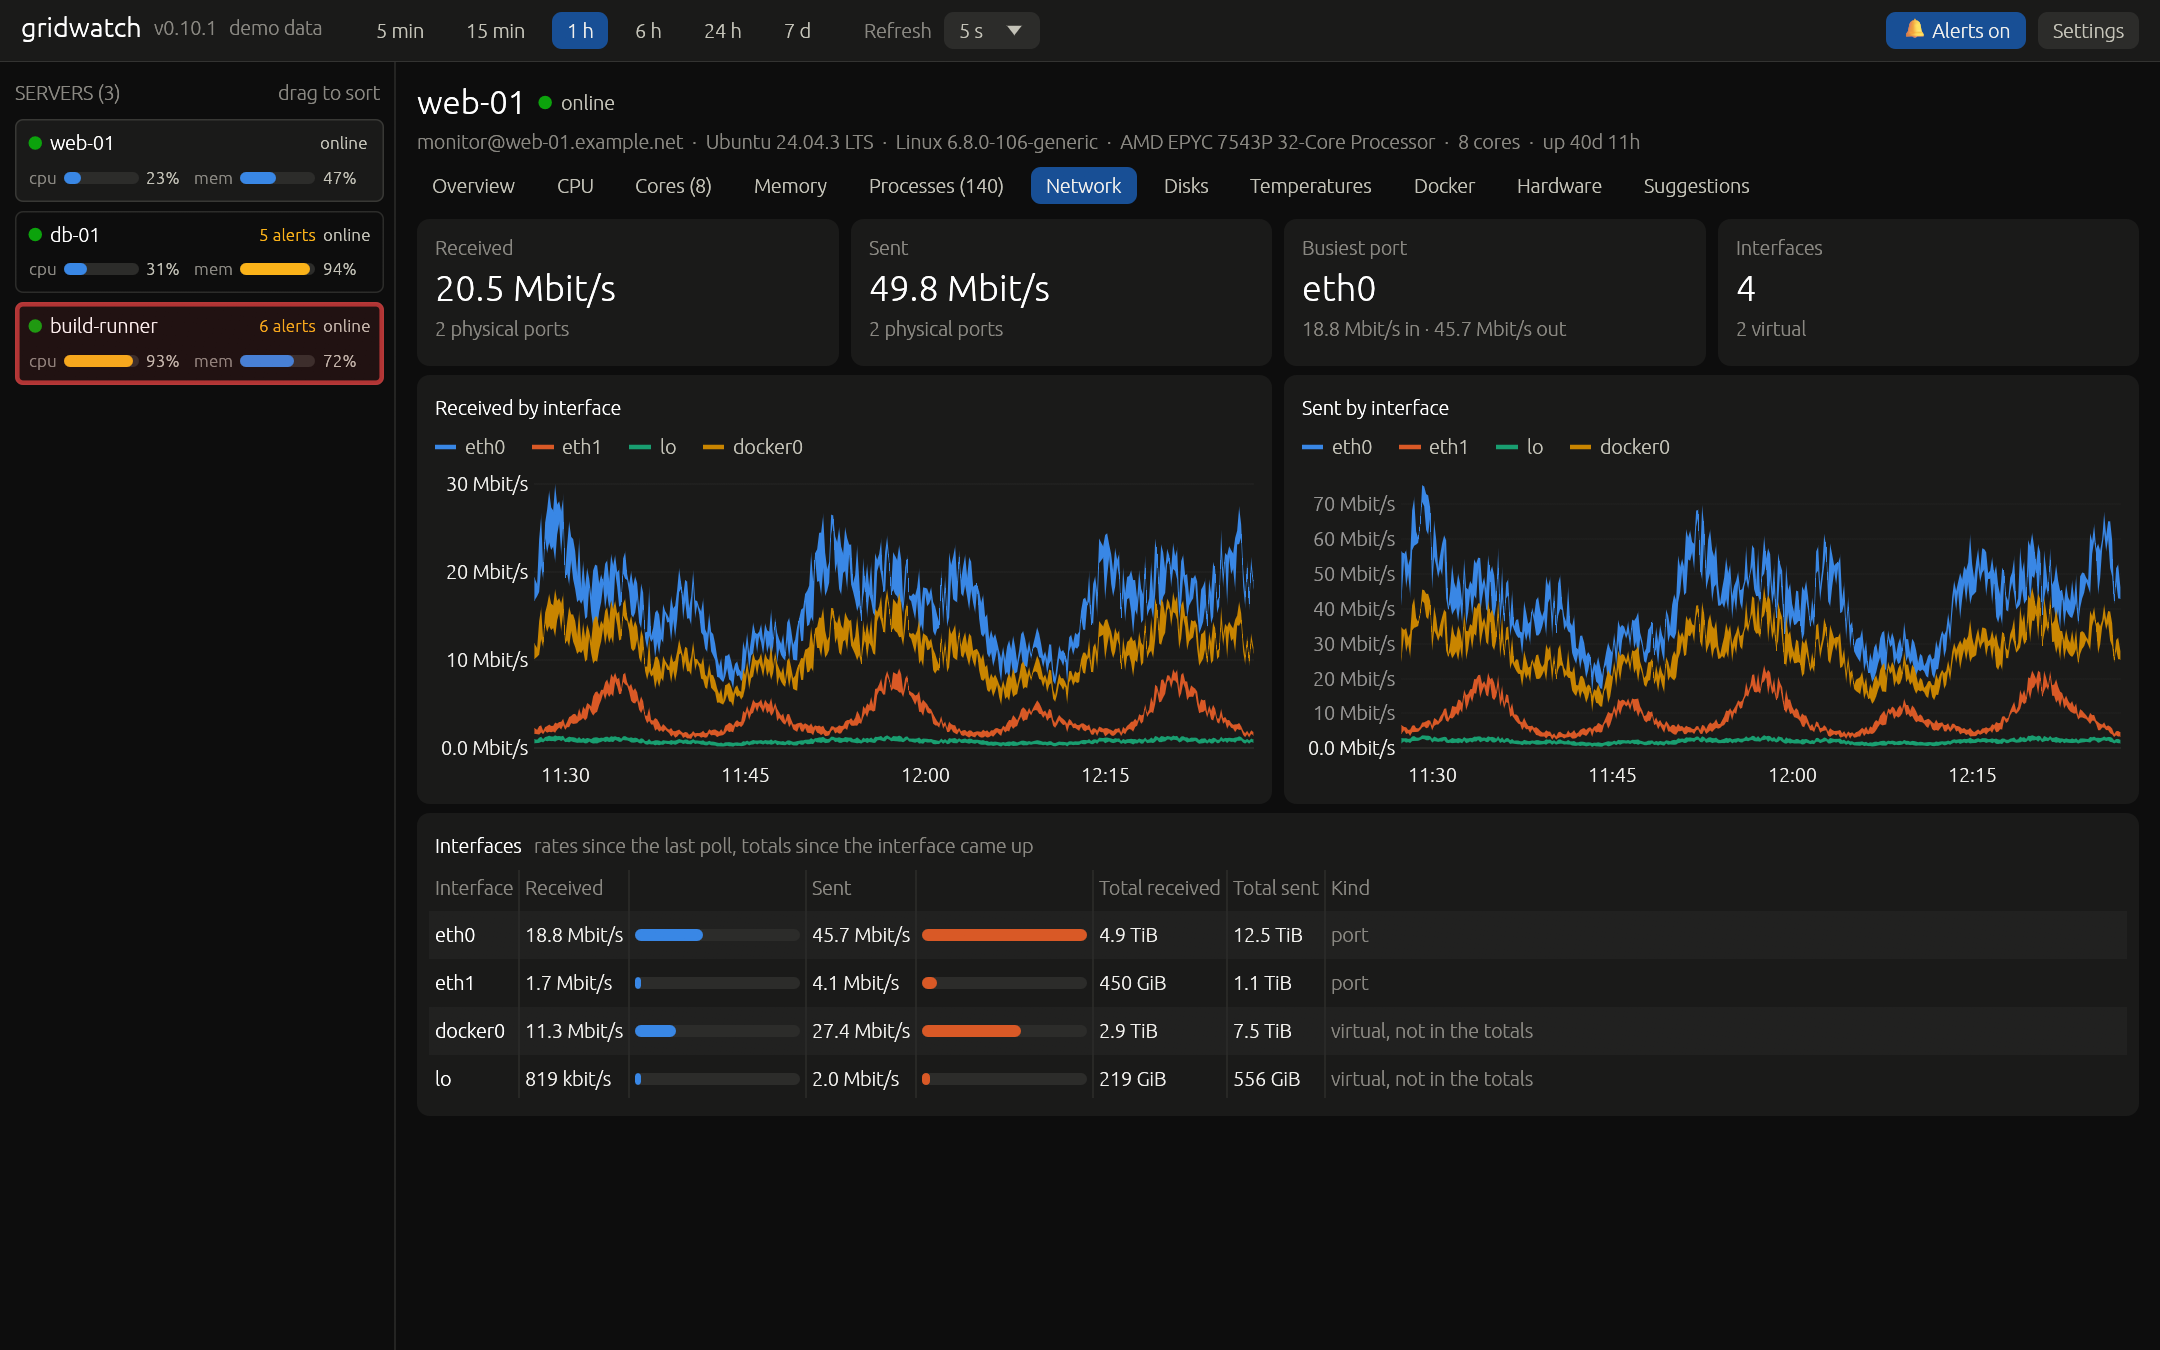 gridwatch v0.10.1 demo data 5 min 15 min 1 h 6 h 24 h 7 d Refresh 5 s Alerts on Settings
SERVERS (3) drag to sort
web-01 online
cpu 23% mem 47%
db-01 5 alerts online
cpu 31% mem 94%
build-runner 6 alerts online
cpu 93% mem 72%
web-01 online
monitor@web-01.example.net · Ubuntu 24.04.3 LTS · Linux 6.8.0-106-generic · AMD EPYC 7543P 32-Core Processor · 8 cores · up 40d 11h
Overview CPU Cores (8) Memory Processes (140) Network Disks Temperatures Docker Hardware Suggestions
Received
20.5 Mbit/s
2 physical ports
Sent
49.8 Mbit/s
2 physical ports
Busiest port
eth0
18.8 Mbit/s in · 45.7 Mbit/s out
Interfaces
4
2 virtual
Received by interface
eth0 eth1 lo docker0
30 Mbit/s
20 Mbit/s
10 Mbit/s
0.0 Mbit/s
11:30 11:45 12:00 12:15
Sent by interface
eth0 eth1 lo docker0
70 Mbit/s
60 Mbit/s
50 Mbit/s
40 Mbit/s
30 Mbit/s
20 Mbit/s
10 Mbit/s
0.0 Mbit/s
11:30 11:45 12:00 12:15
Interfaces rates since the last poll, totals since the interface came up
Interface Received Sent Total received Total sent Kind
eth0 18.8 Mbit/s 45.7 Mbit/s 4.9 TiB 12.5 TiB port
eth1 1.7 Mbit/s 4.1 Mbit/s 450 GiB 1.1 TiB port
docker0 11.3 Mbit/s 27.4 Mbit/s 2.9 TiB 7.5 TiB virtual, not in the totals
lo 819 kbit/s 2.0 Mbit/s 219 GiB 556 GiB virtual, not in the totals